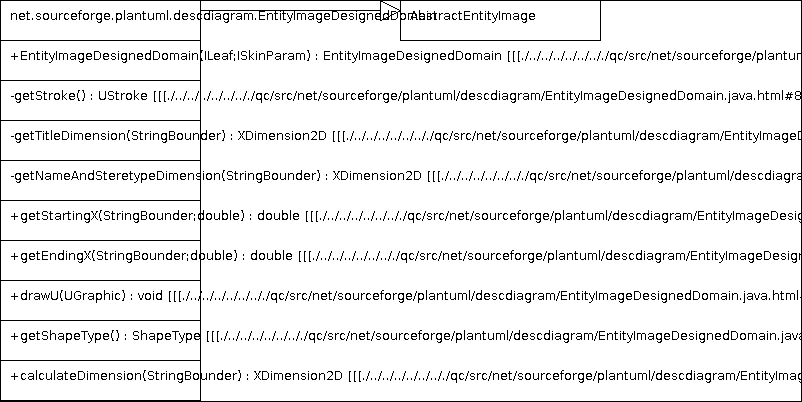 net.sourceforge.plantuml.descdiagram.EntityImageDesignedDomain AbstractEntityImage
+EntityImageDesignedDomain(ILeaf;ISkinParam) : EntityImageDesignedDomain [[[./../../../../../../qc/src/net/sourceforge/plantum
-getStroke() : UStroke [[[./../../../../../../qc/src/net/sourceforge/plantuml/descdiagram/EntityImageDesignedDomain.java.html#8
-getTitleDimension(StringBounder) : XDimension2D [[[./../../../../../../qc/src/net/sourceforge/plantuml/descdiagram/EntityImageD
-getNameAndSteretypeDimension(StringBounder) : XDimension2D [[[./../../../../../../qc/src/net/sourceforge/plantuml/descdiagra
+getStartingX(StringBounder;double) : double [[[./../../../../../../qc/src/net/sourceforge/plantuml/descdiagram/EntityImageDesig
+getEndingX(StringBounder;double) : double [[[./../../../../../../qc/src/net/sourceforge/plantuml/descdiagram/EntityImageDesign
+drawU(UGraphic) : void [[[./../../../../../../qc/src/net/sourceforge/plantuml/descdiagram/EntityImageDesignedDomain.java.html
+getShapeType() : ShapeType [[[./../../../../../../qc/src/net/sourceforge/plantuml/descdiagram/EntityImageDesignedDomain.java
+calculateDimension(StringBounder) : XDimension2D [[[./../../../../../../qc/src/net/sourceforge/plantuml/descdiagram/EntityImag